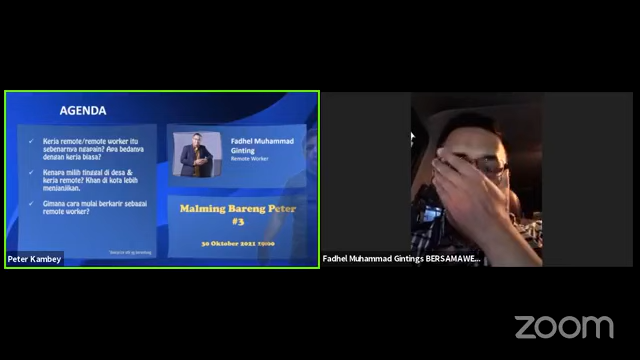 AGENDA
✓ Kerja remote/remote worker itu
sebenarnya ngapain? Apa bedanya
dengan kerja biasa?
✓ Kenapa milih tinggal di desa &
kerja remote? Khan di kota lebih
menjanjikan.
✓ Gimana cara mulai berkarir sebagai
remote worker?
Fadhel Muhammad
Ginting
Remote Worker
Malming Bareng Peter
#3
30 Oktober 2021 19:00
Peter Kambey
Fadhel Muhammad Gintings BERSAMAWE...
zoom